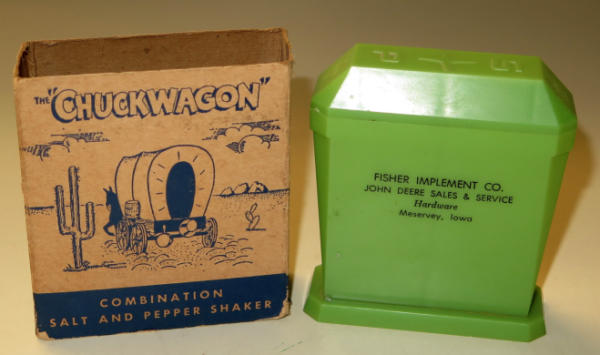 THE "CHUCKWAGON"
COMBINATION
SALT AND PEPPER SHAKER
P S
FISHER IMPLEMENT CO.
JOHN DEERE SALES & SERVICE
Hardware
Meservey, Iowa